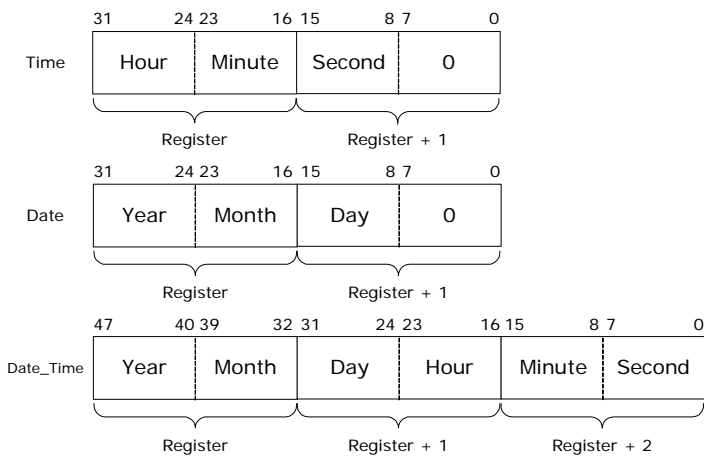 31 24 23 16 15 8 7 0
Time Hour Minute Second 0
Register Register + 1
31 24 23 16 15 8 7 0
Date Year Month Day 0
Register Register + 1
47 40 39 32 31 24 23 16 15 8 7 0
Date_Time Year Month Day Hour Minute Second
Register Register + 1 Register + 2